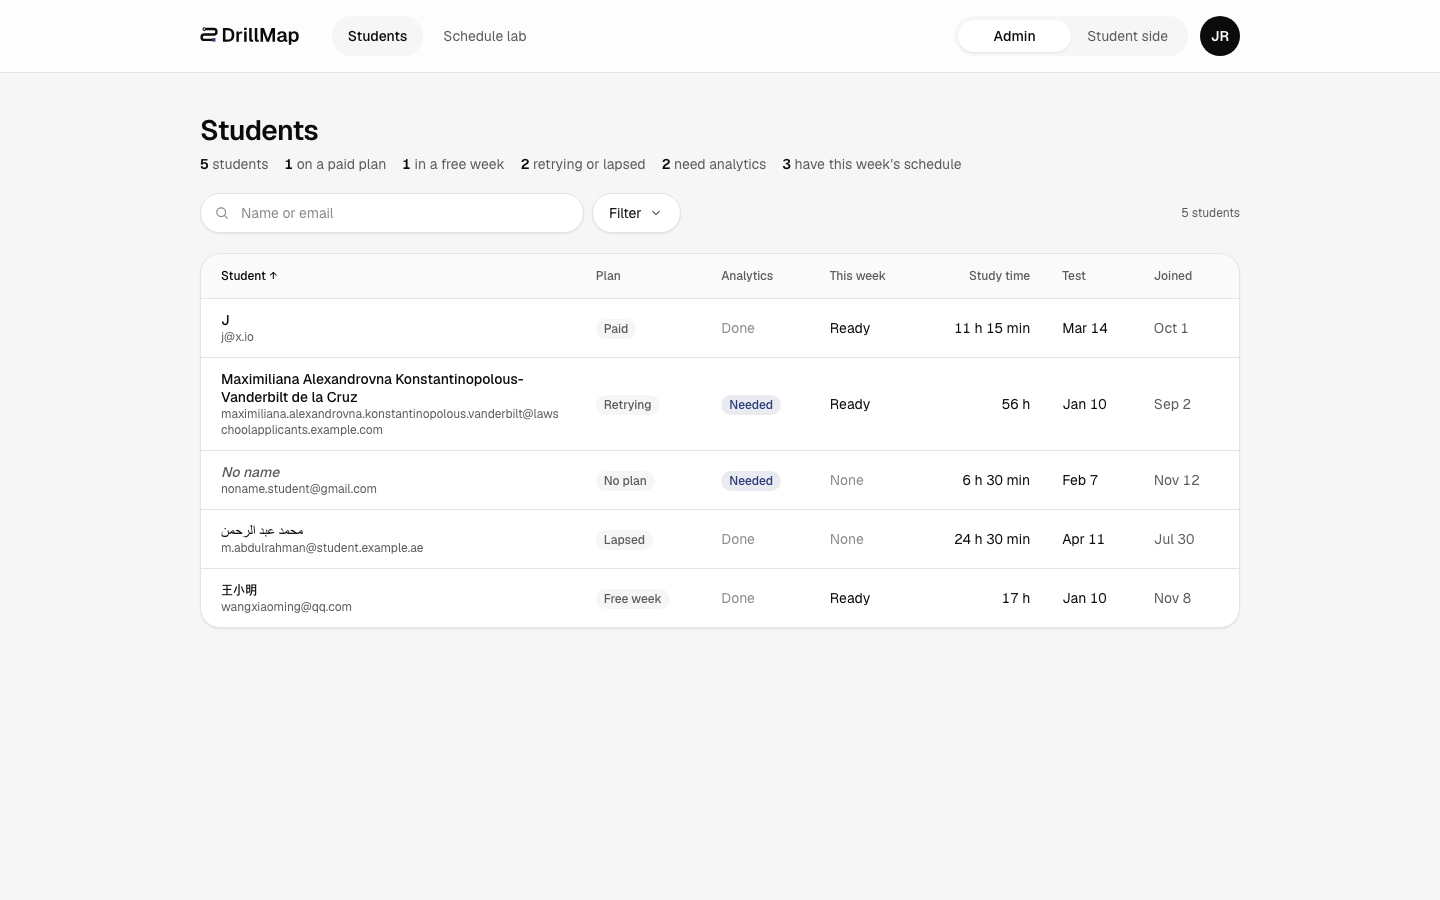 DrillMap Students Schedule lab Admin Student side JR
Students
5 students 1 on a paid plan 1 in a free week 2 retrying or lapsed 2 need analytics 3 have this week's schedule
Name or email Filter 5 students
Student ↑ Plan Analytics This week Study time Test Joined
J
j@x.io
Paid Done Ready 11 h 15 min Mar 14 Oct 1
Maximiliana Alexandrovna Konstantinopolous-
Vanderbilt de la Cruz
maximiliana.alexandrovna.konstantinopolous.vanderbilt@laws
choolapplicants.example.com
Retrying Needed Ready 56 h Jan 10 Sep 2
No name
noname.student@gmail.com
No plan Needed None 6 h 30 min Feb 7 Nov 12
محمد عبد الرحمن
m.abdulrahman@student.example.ae
Lapsed Done None 24 h 30 min Apr 11 Jul 30
王小明
wangxiaoming@qq.com
Free week Done Ready 17 h Jan 10 Nov 8